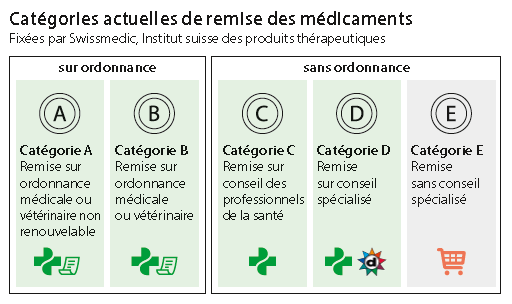 Catégories actuelles de remise des médicaments
Fixées par Swissmedic, Institut suisse des produits thérapeutiques
sur ordonnance
sans ordonnance
A
Catégorie A
Remise sur
ordonnance
médicale ou
vétérinaire non
renouvelable
B
Catégorie B
Remise sur
ordonnance
médicale
ou vétérinaire
C
Catégorie C
Remise sur
conseil des
professionnels
de la santé
D
Catégorie D
Remise
sur conseil
spécialisé
d
E
Catégorie E
Remise
sans conseil
spécialisé